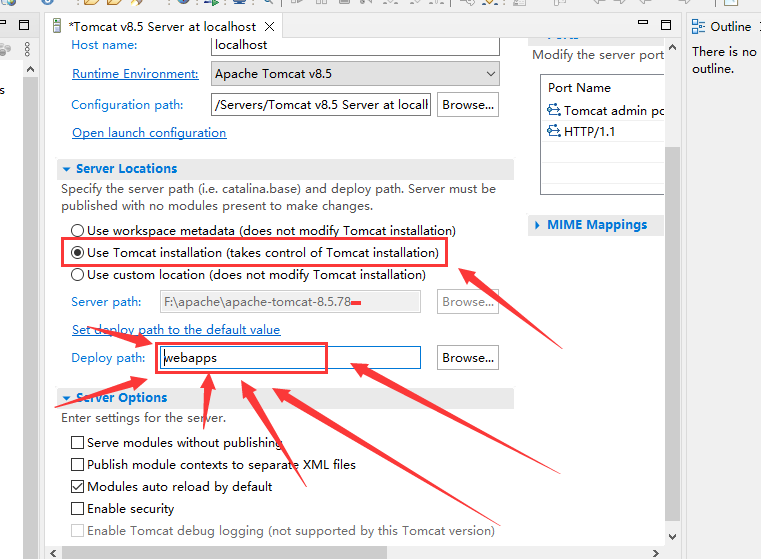 *Tomcat v8.5 Server at localhost
Outline
Host name:
localhost
Modify the server port
There is no
outline.
Runtime Environment:
Apache Tomcat v8.5
Port Name
Configuration path:
/Servers/Tomcat v8.5 Server at locall
Browse...
Tomcat admin po
Open launch configuration
HTTP/1.1
Server Locations
Specify the server path (i.e. catalina.base) and deploy path. Server must be
published with no modules present to make changes.
Use workspace metadata (does not modify Tomcat installation)
MIME Mappings
Use Tomcat installation (takes control of Tomcat installation)
Use custom location (does not modify Tomcat installation)
Server path:
F:\apache\apache-tomcat-8.5.78
Browse...
Set deploy path to the default value
Deploy path:
webapps
Browse...
Server Options
Enter settings for the server.
Serve modules without publishing
Publish module contexts to separate XML files
Modules auto reload by default
Enable security
Enable Tomcat debug logging (not supported by this Tomcat version)